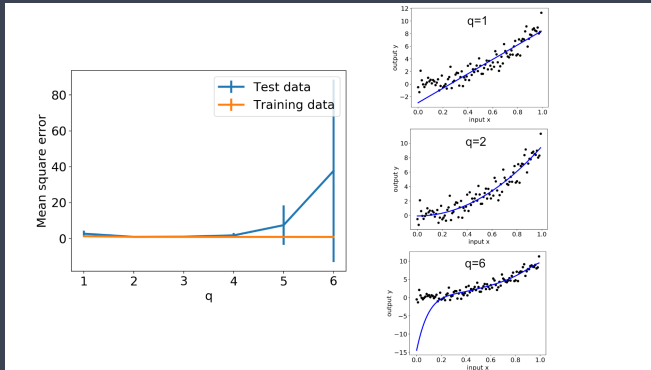 Test data
Training data
Mean square error
80
60
40
20
0
1 2 3 4 5 6
q
q=1
output y
12
10
8
6
4
2
0
−2
0.0 0.2 0.4 0.6 0.8 1.0
input x
q=2
output y
10
8
6
4
2
0
0.0 0.2 0.4 0.6 0.8 1.0
input x
q=6
output y
10
5
0
−5
−10
−15
0.0 0.2 0.4 0.6 0.8 1.0
input x